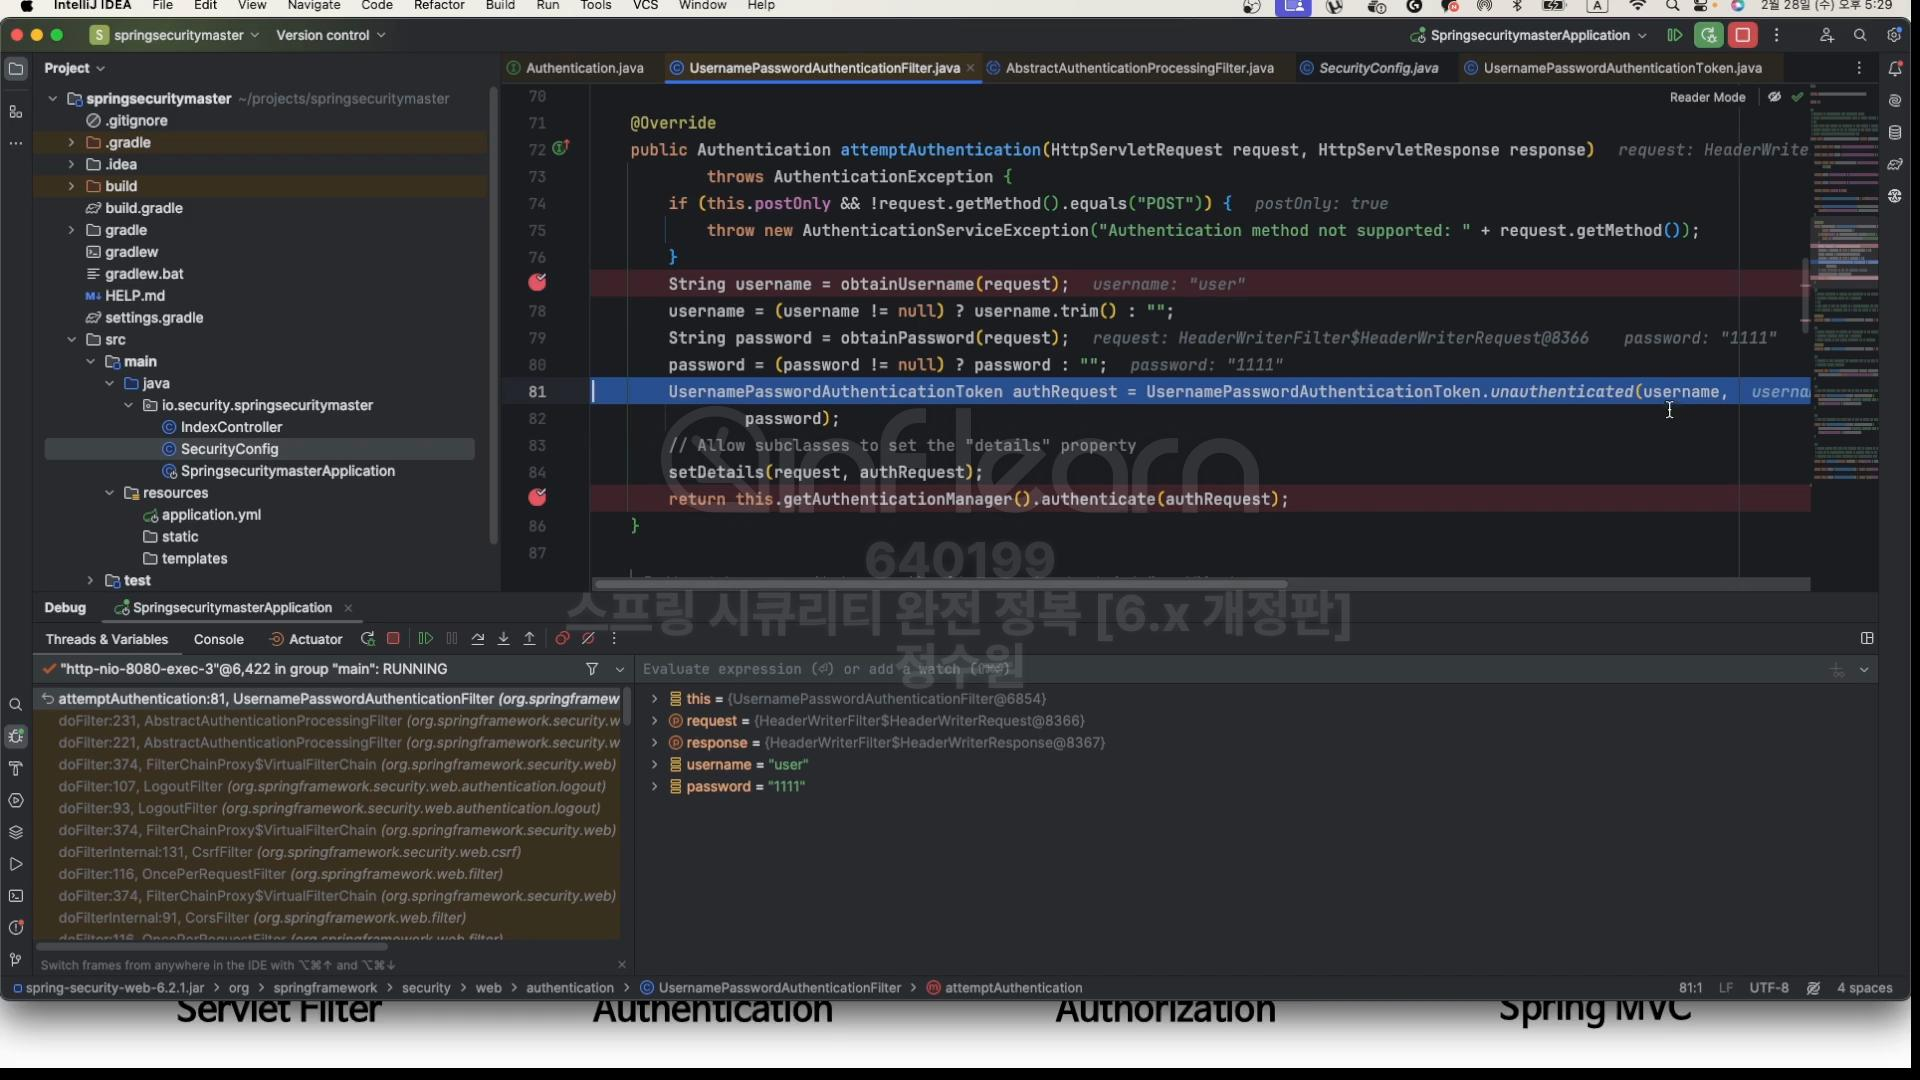 IntelliJ IDEA File Edit View Navigate Code Refactor Build Run Tools VCS Window Help
A 2월 28일 (수) 오후 5:29
S springsecuritymaster Version control
SpringsecuritymasterApplication
Project
Authentication.java UsernamePasswordAuthenticationFilter.java AbstractAuthenticationProcessingFilter.java SecurityConfig.java UsernamePasswordAuthenticationToken.java
Reader Mode
springsecuritymaster ~/projects/springsecuritymaster
.gitignore
.gradle
.idea
build
build.gradle
gradle
gradlew
gradlew.bat
M↓ HELP.md
settings.gradle
src
main
java
io.security.springsecuritymaster
IndexController
SecurityConfig
SpringsecuritymasterApplication
resources
application.yml
static
templates
test
70
71 @Override
72 public Authentication attemptAuthentication(HttpServletRequest request, HttpServletResponse response) request: HeaderWrite
73 throws AuthenticationException {
74 if (this.postOnly && !request.getMethod().equals("POST")) { postOnly: true
75 throw new AuthenticationServiceException("Authentication method not supported: " + request.getMethod());
76 }
String username = obtainUsername(request); username: "user"
78 username = (username != null) ? username.trim() : "";
79 String password = obtainPassword(request); request: HeaderWriterFilter$HeaderWriterRequest@8366 password: "1111"
80 password = (password != null) ? password : ""; password: "1111"
81 UsernamePasswordAuthenticationToken authRequest = UsernamePasswordAuthenticationToken.unauthenticated(username, userna
82 password);
83 // Allow subclasses to set the "details" property
84 setDetails(request, authRequest);
return this.getAuthenticationManager().authenticate(authRequest);
86 }
87
inflearn
640199
스프링 시큐리티 완전 정복 [6.x 개정판]
정수원
Debug SpringsecuritymasterApplication
Threads & Variables Console Actuator
"http-nio-8080-exec-3"@6,422 in group "main": RUNNING
Evaluate expression (⏎) or add a watch (⇧⌘⏎)
attemptAuthentication:81, UsernamePasswordAuthenticationFilter (org.springframew
doFilter:231, AbstractAuthenticationProcessingFilter (org.springframework.security.w
doFilter:221, AbstractAuthenticationProcessingFilter (org.springframework.security.w
doFilter:374, FilterChainProxy$VirtualFilterChain (org.springframework.security.web)
doFilter:107, LogoutFilter (org.springframework.security.web.authentication.logout)
doFilter:93, LogoutFilter (org.springframework.security.web.authentication.logout)
doFilter:374, FilterChainProxy$VirtualFilterChain (org.springframework.security.web)
doFilterInternal:131, CsrfFilter (org.springframework.security.web.csrf)
doFilter:116, OncePerRequestFilter (org.springframework.web.filter)
doFilter:374, FilterChainProxy$VirtualFilterChain (org.springframework.security.web)
doFilterInternal:91, CorsFilter (org.springframework.web.filter)
doFilter:116, OncePerRequestFilter (org.springframework.web.filter)
this = {UsernamePasswordAuthenticationFilter@6854}
request = {HeaderWriterFilter$HeaderWriterRequest@8366}
response = {HeaderWriterFilter$HeaderWriterResponse@8367}
username = "user"
password = "1111"
Switch frames from anywhere in the IDE with ⌥⌘↑ and ⌥⌘↓
spring-security-web-6.2.1.jar > org > springframework > security > web > authentication > UsernamePasswordAuthenticationFilter > attemptAuthentication
81:1 LF UTF-8 4 spaces
Servlet Filter Authentication Authorization Spring MVC